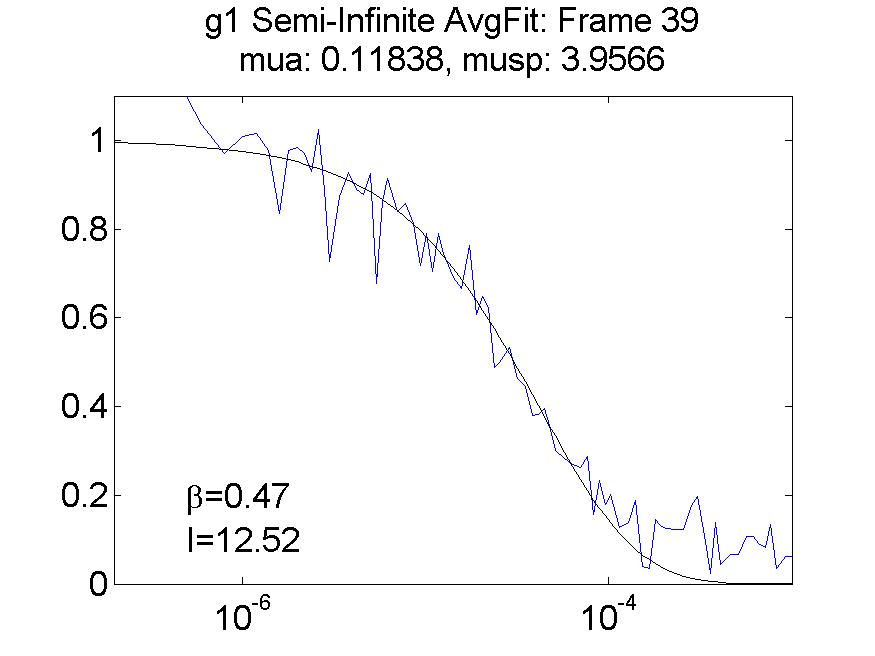 g1 Semi-Infinite AvgFit: Frame 39
mua: 0.11838, musp: 3.9566
1
0.8
0.6
0.4
0.2
0
β=0.47
I=12.52
10^-6
10^-4